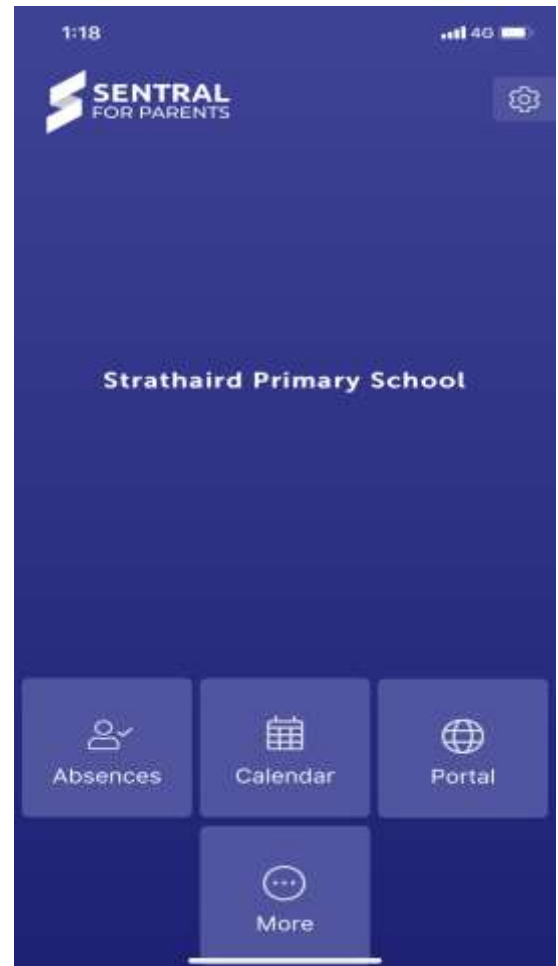 1:18 4G
SENTRAL
FOR PARENTS
Strathaird Primary School
Absences Calendar Portal
More